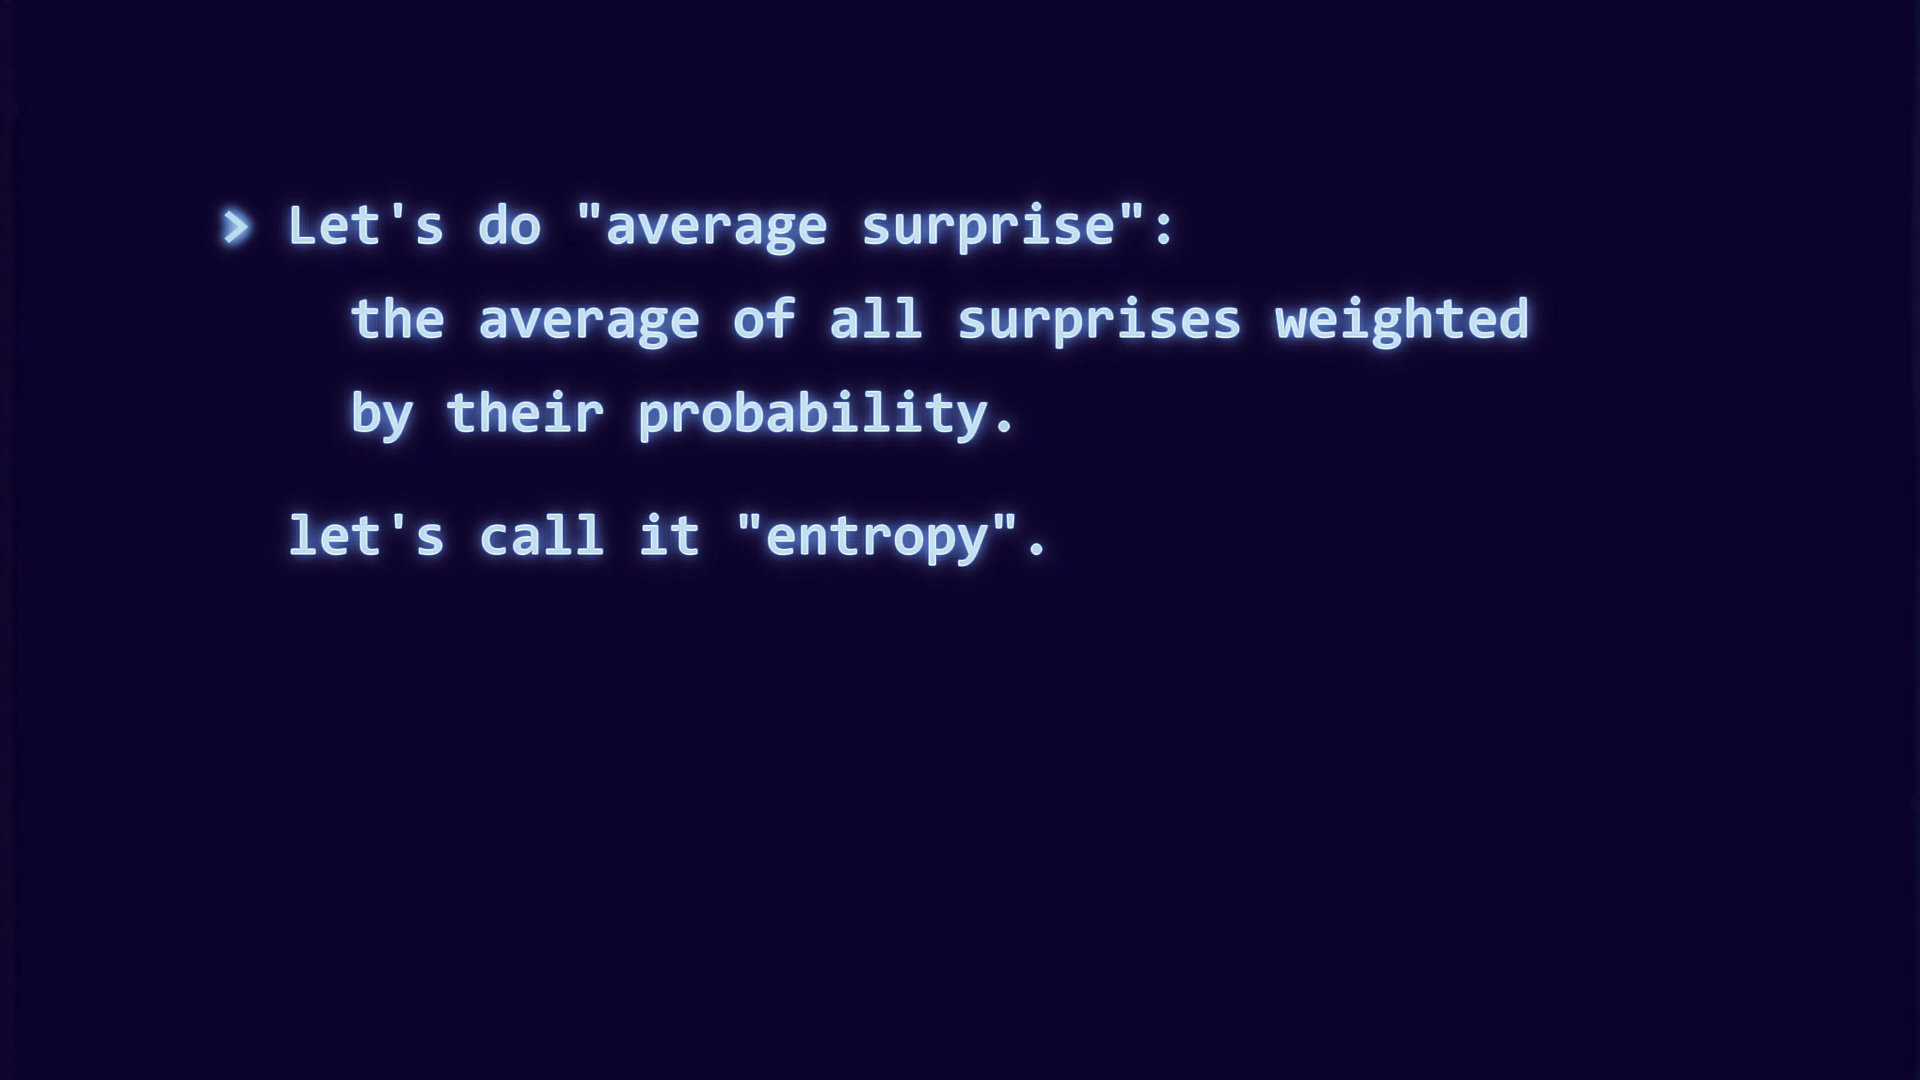 > Let's do "average surprise":
the average of all surprises weighted
by their probability.
let's call it "entropy".